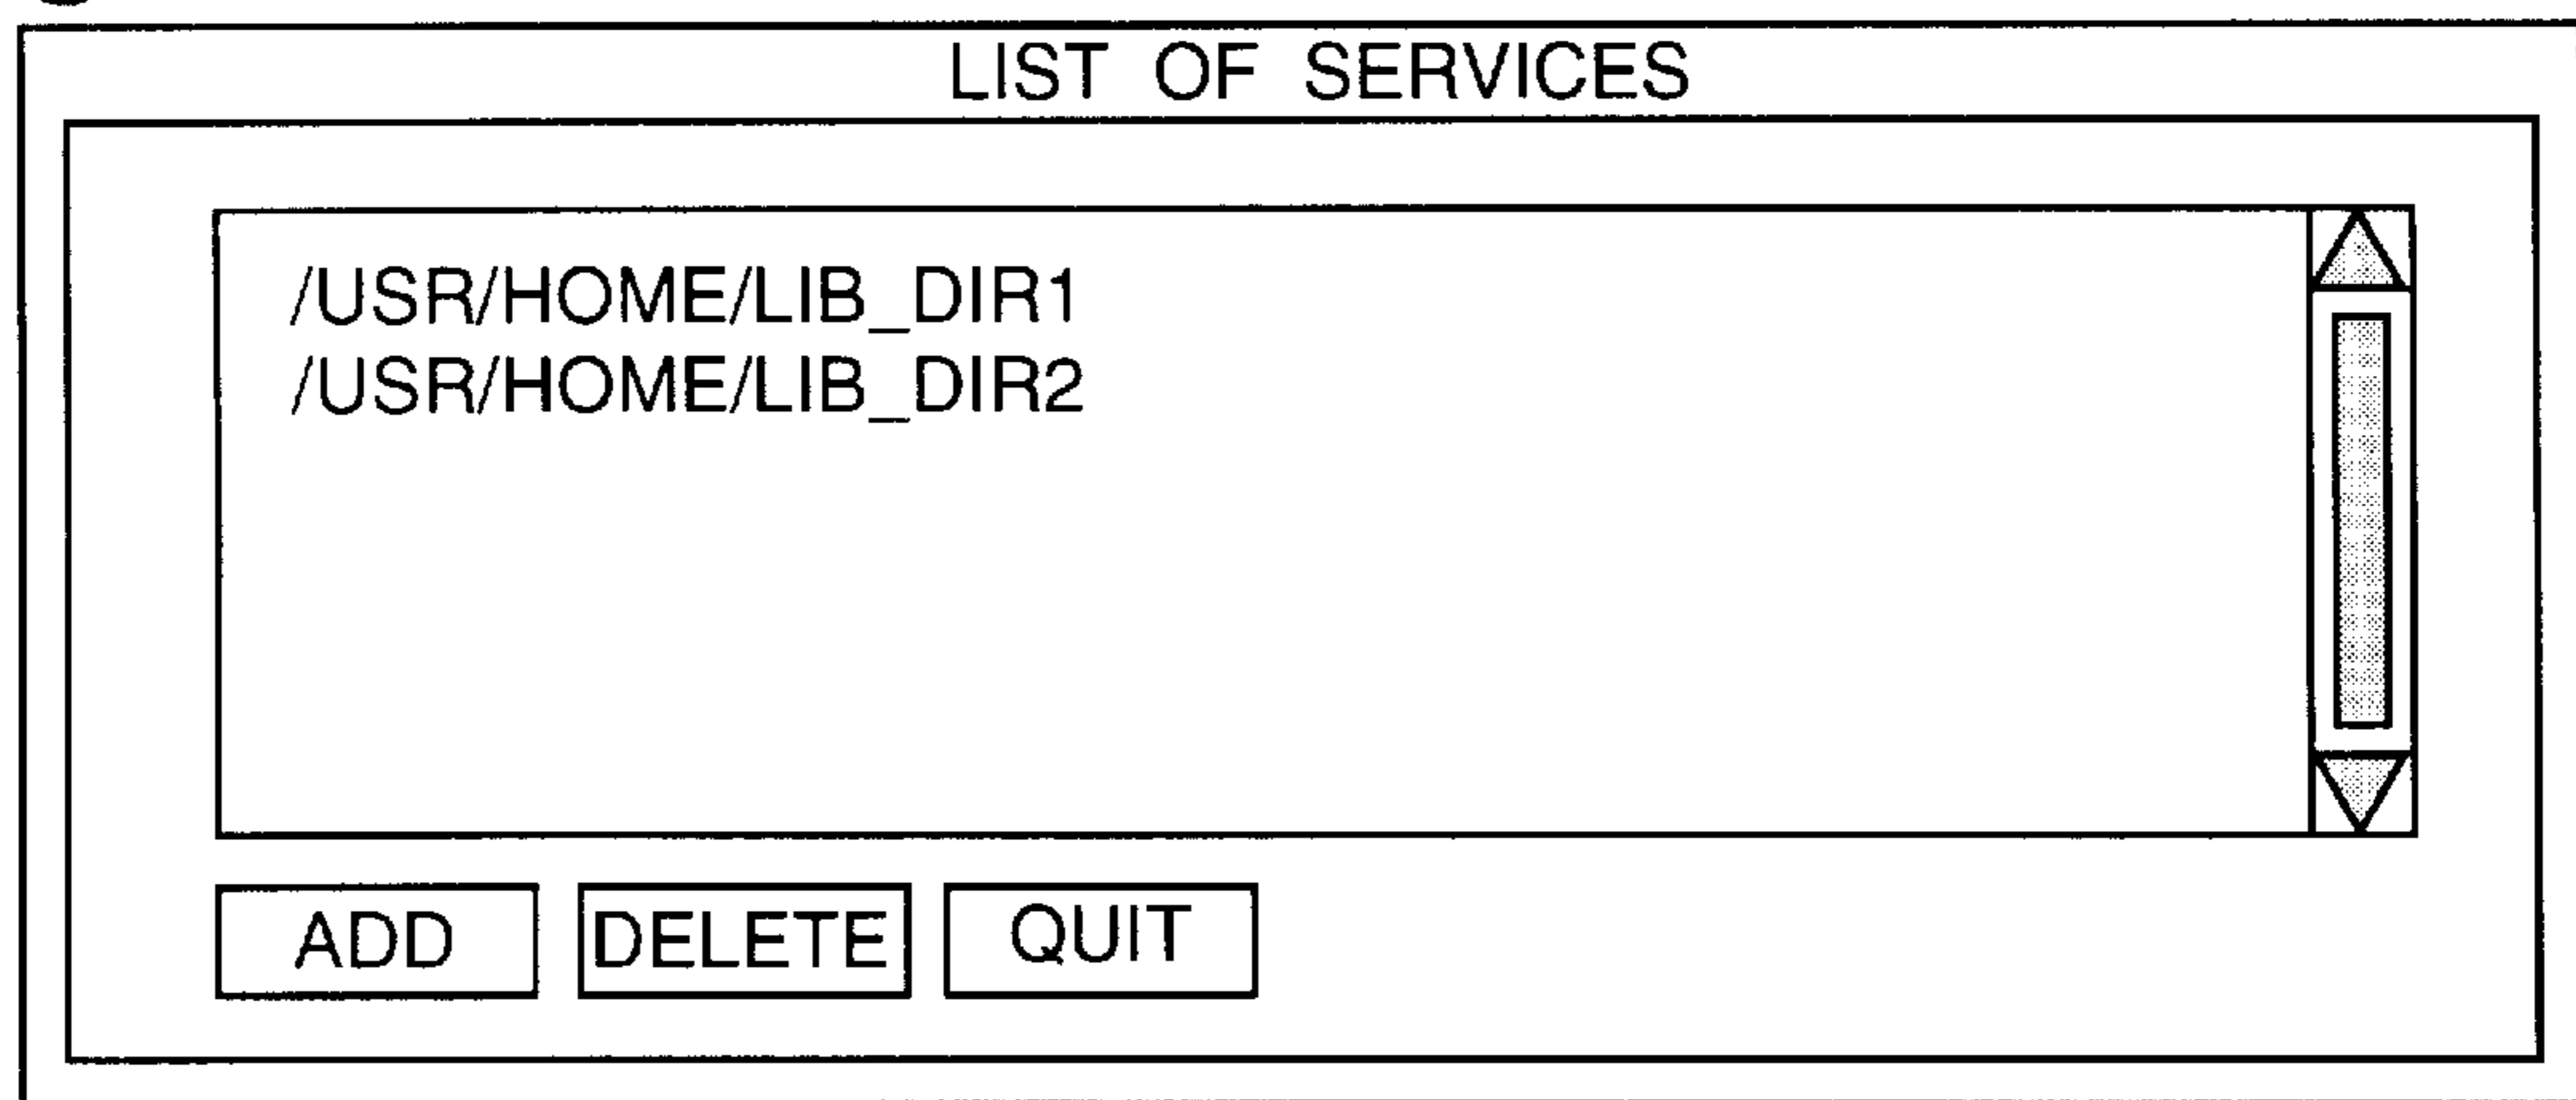 LIST OF SERVICES
/USR/HOME/LIB_DIR1
/USR/HOME/LIB_DIR2
ADD DELETE QUIT